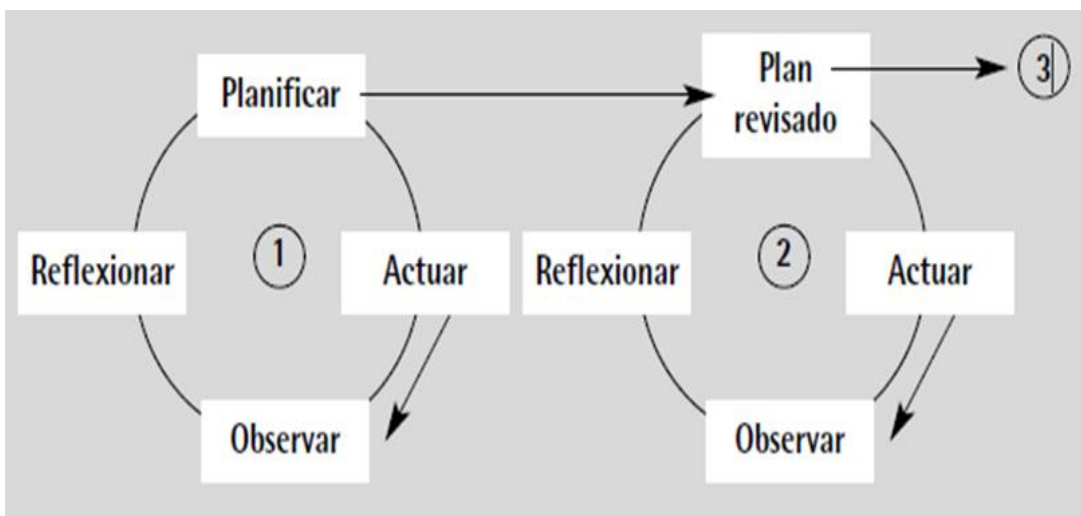 Planificar
Reflexionar
1
Actuar
Observar
Plan
revisado
Reflexionar
2
Actuar
Observar
3